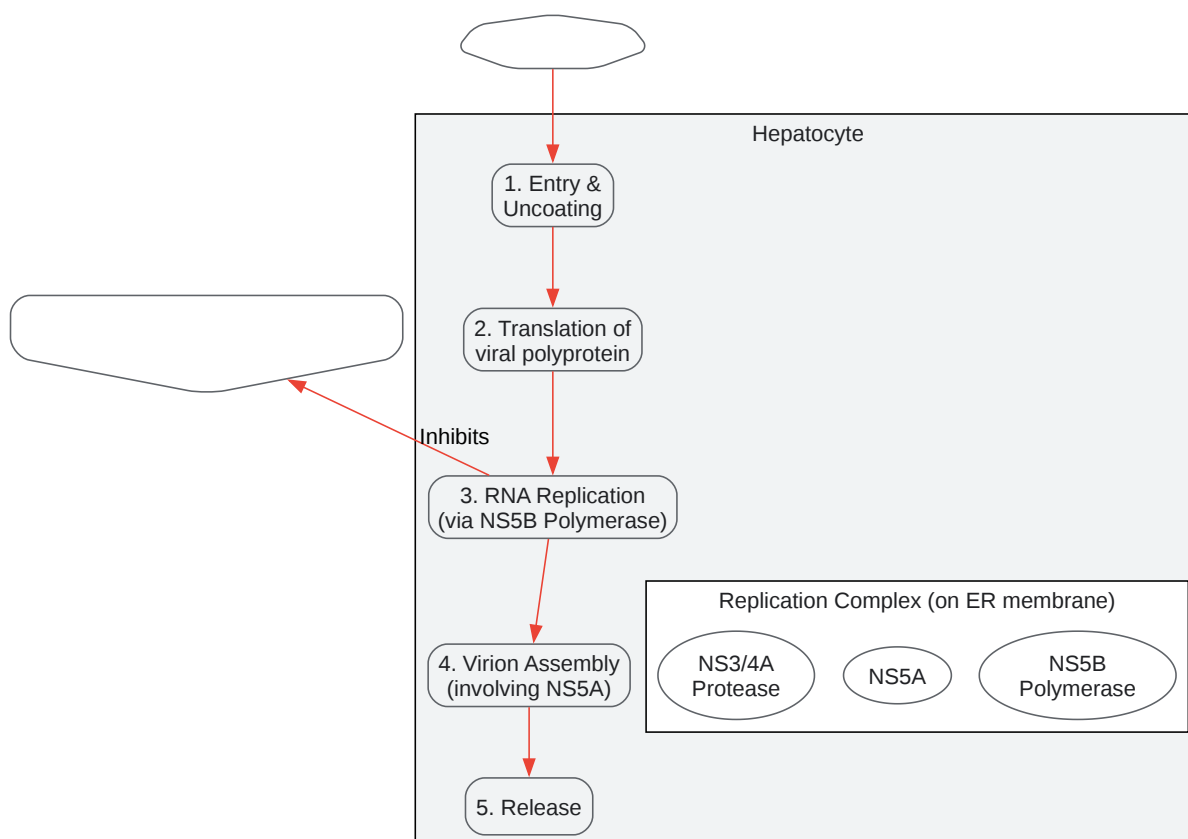 Hepatocyte
1. Entry &
Uncoating
2. Translation of
viral polyprotein
Inhibits
3. RNA Replication
(via NS5B Polymerase)
Replication Complex (on ER membrane)
4. Virion Assembly
(involving NS5A)
NS3/4A
Protease
NS5A
NS5B
Polymerase
5. Release